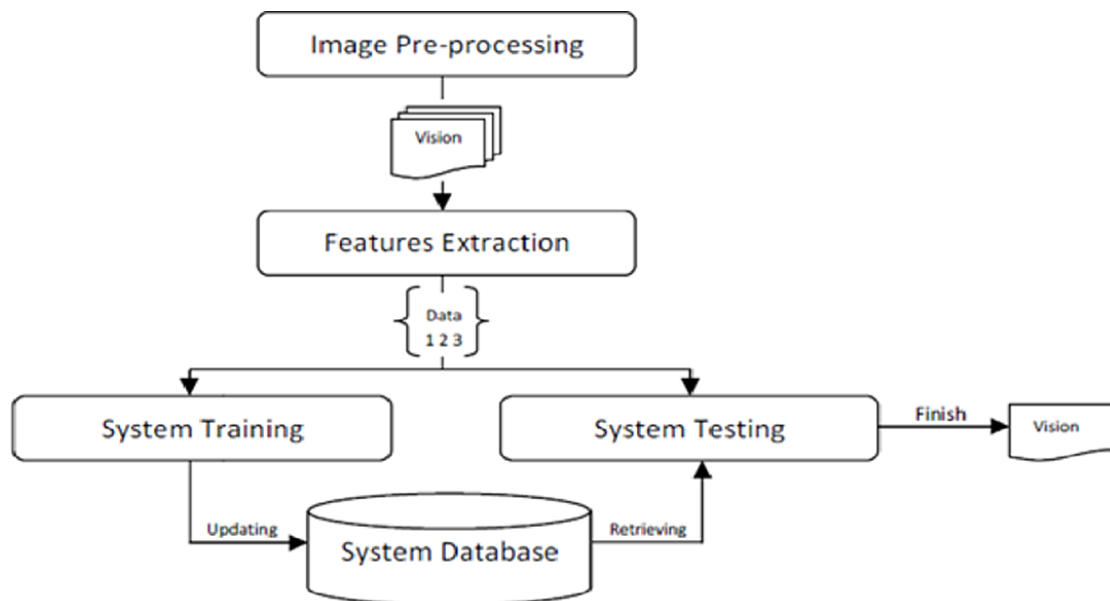 Image Pre-processing
Vision
Features Extraction
Data
1 2 3
System Training
System Testing
Finish
Vision
Updating
System Database
Retrieving